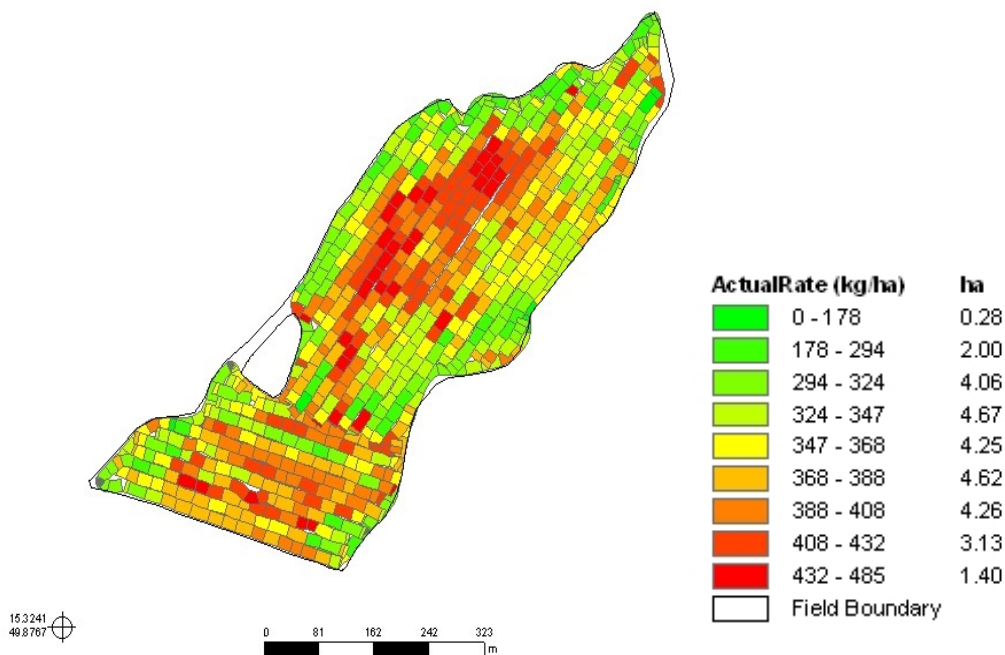 ActualRate (kg/ha) ha
0 - 178 0.28
178 - 294 2.00
294 - 324 4.06
324 - 347 4.67
347 - 368 4.25
368 - 388 4.62
388 - 408 4.26
408 - 432 3.13
432 - 485 1.40
Field Boundary
15.3241
49.8767
0 81 162 242 323
m